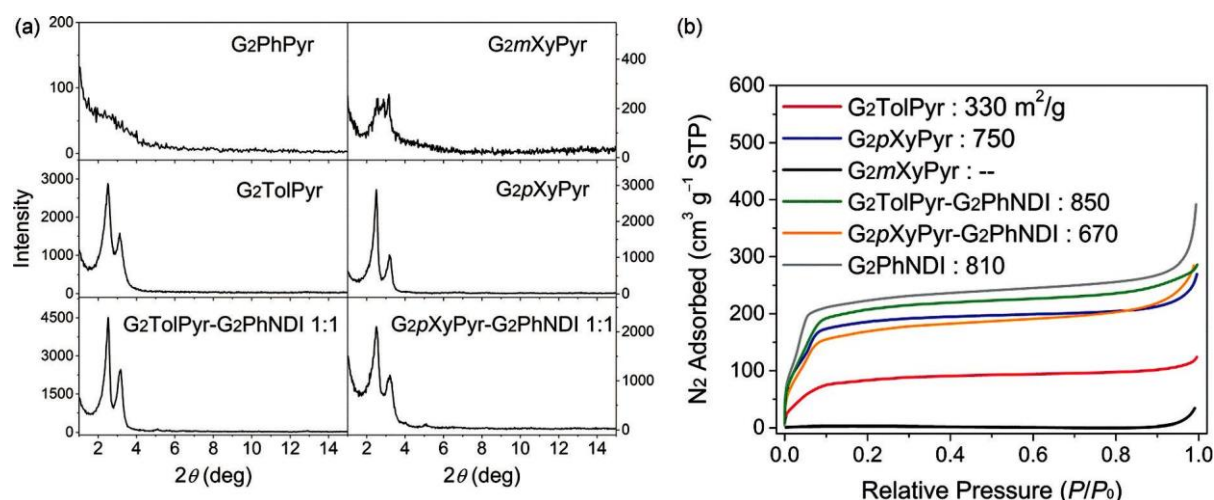 (a)
200
100
0
G2PhPyr
G2mXyPyr
400
200
0
Intensity
3000
2000
1000
0
G2TolPyr
G2pXyPyr
3000
2000
1000
0
4500
3000
1500
0
G2TolPyr-G2PhNDI 1:1
G2pXyPyr-G2PhNDI 1:1
2000
1000
0
2 4 6 8 10 12 14
2 4 6 8 10 12 14
2θ (deg)
2θ (deg)
(b)
N2 Adsorbed (cm³ g⁻¹ STP)
600
500
400
300
250
200
100
00
G2TolPyr : 330 m²/g
G2pXyPyr : 750
G2mXyPyr : --
G2TolPyr-G2PhNDI : 850
G2pXyPyr-G2PhNDI : 670
G2PhNDI : 810
0.0 0.2 0.4 0.6 0.8 1.0
Relative Pressure (P/P₀)